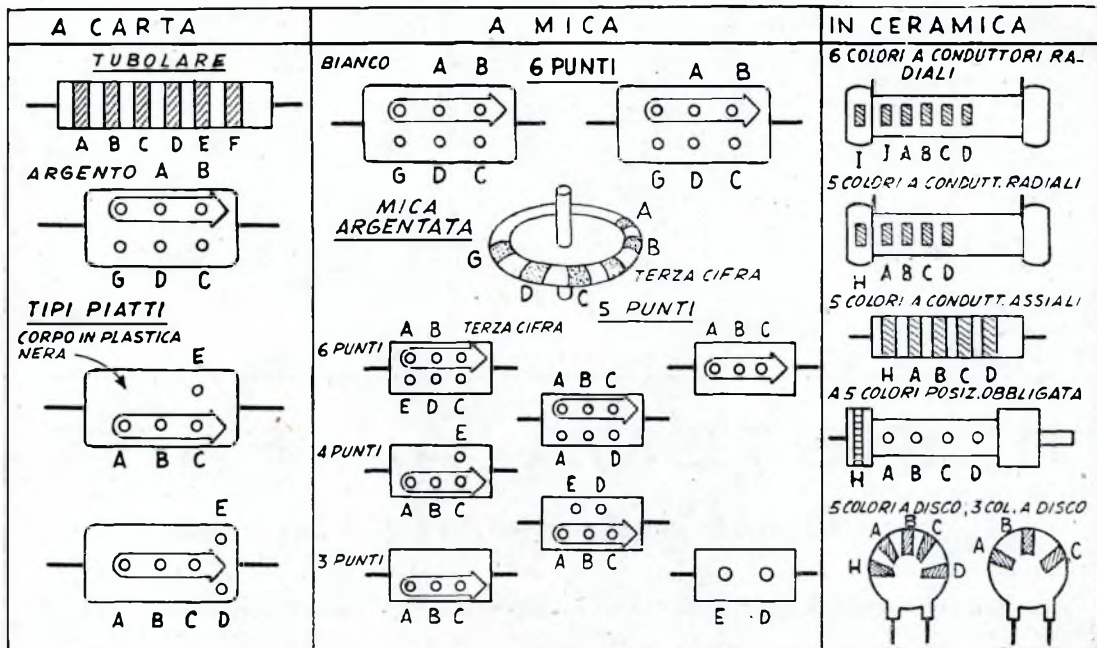 A CARTA
TUBOLARE
A B C D E F
ARGENTO A B
G D C
TIPI PIATTI
CORPO IN PLASTICA
NERA
E
A B C
E
A B C D
A MICA
BIANCO A B 6 PUNTI A B
G D C G D C
MICA
ARGENTATA
A
B
G
TERZA CIFRA
D C
5 PUNTI
A B TERZA CIFRA A B C
6 PUNTI
A B C
E D C
E
A D
4 PUNTI
E D
A B C
A B C
3 PUNTI
A B C E D
IN CERAMICA
6 COLORI A CONDUTTORI RA-
DIALI
I J A B C D
5 COLORI A CONDUTT. RADIALI
H A B C D
5 COLORI A CONDUTT. ASSIALI
H A B C D
A 5 COLORI POSIZ. OBBLIGATA
H A B C D
5 COLORI A DISCO, 3 COL. A DISCO
A B C B
A C
H D